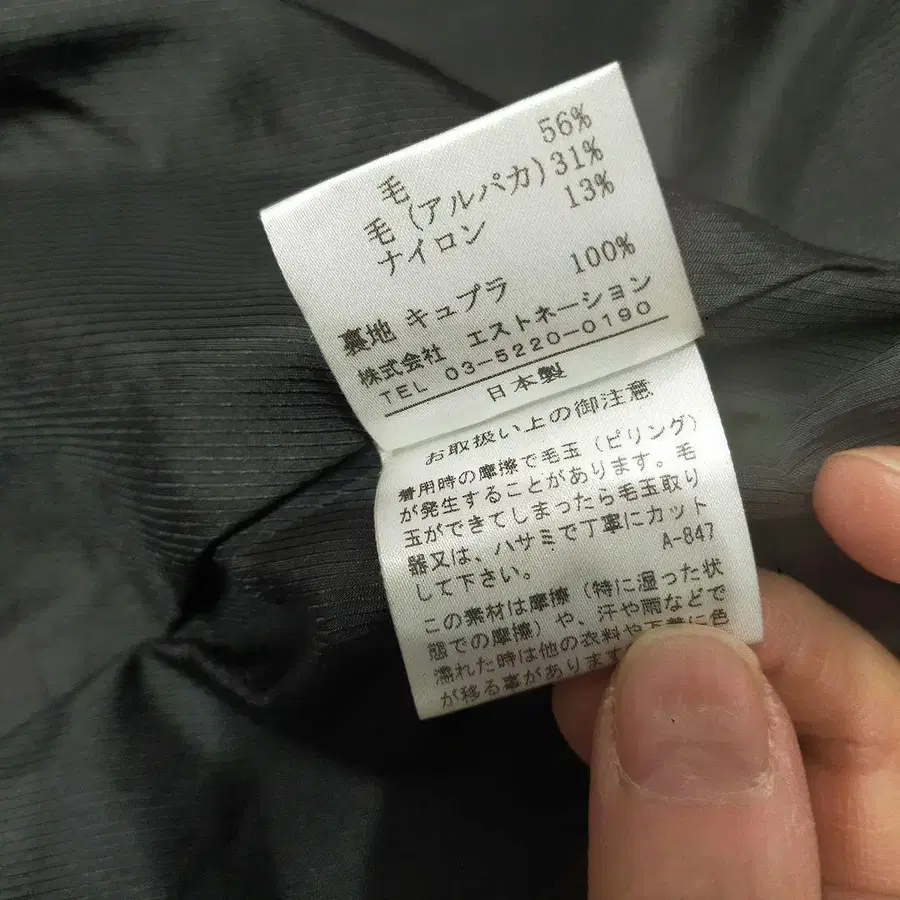 毛 56%
毛(アルパカ)31%
ナイロン 13%
裏地 キュプラ 100%
株式会社 エストネーション
TEL 03-5220-0190
日本製
お取扱い上の御注意
着用時の摩擦で毛玉(ピリング)
が発生することがあります。毛
玉ができてしまったら毛玉取り
器又は、ハサミで丁寧にカット
して下さい。 A-847
この素材は摩擦(特に湿った状
態での摩擦)や、汗や雨などで
濡れた時は他の衣料や下着に色
が移る事があります